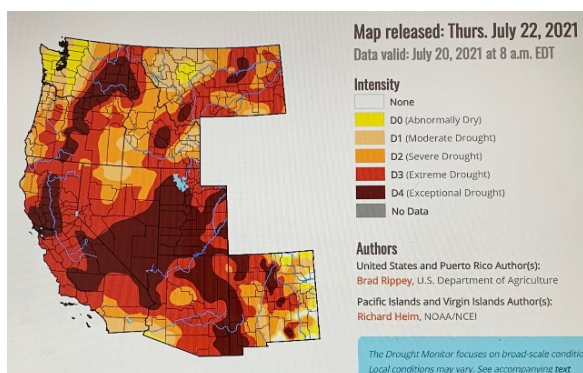 Map released: Thurs. July 22, 2021
Data valid: July 20, 2021 at 8 a.m. EDT
Intensity
None
D0 (Abnormally Dry)
D1 (Moderate Drought)
D2 (Severe Drought)
D3 (Extreme Drought)
D4 (Exceptional Drought)
No Data
Authors
United States and Puerto Rico Author(s):
Brad Rippey, U.S. Department of Agriculture
Pacific Islands and Virgin Islands Author(s):
Richard Heim, NOAA/NCEI
The Drought Monitor focuses on broad-scale conditio
Local conditions may vary. See accompanying text